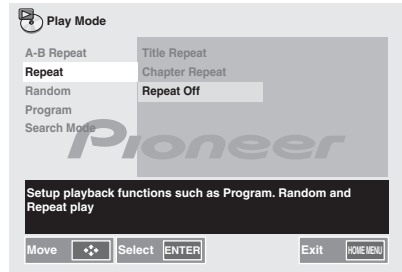 Play Mode
A-B Repeat
Repeat
Random
Program
Search Mode
Title Repeat
Chapter Repeat
Repeat Off
Pioneer
Setup playback functions such as Program. Random and
Repeat play
Move Select ENTER Exit HOME MENU